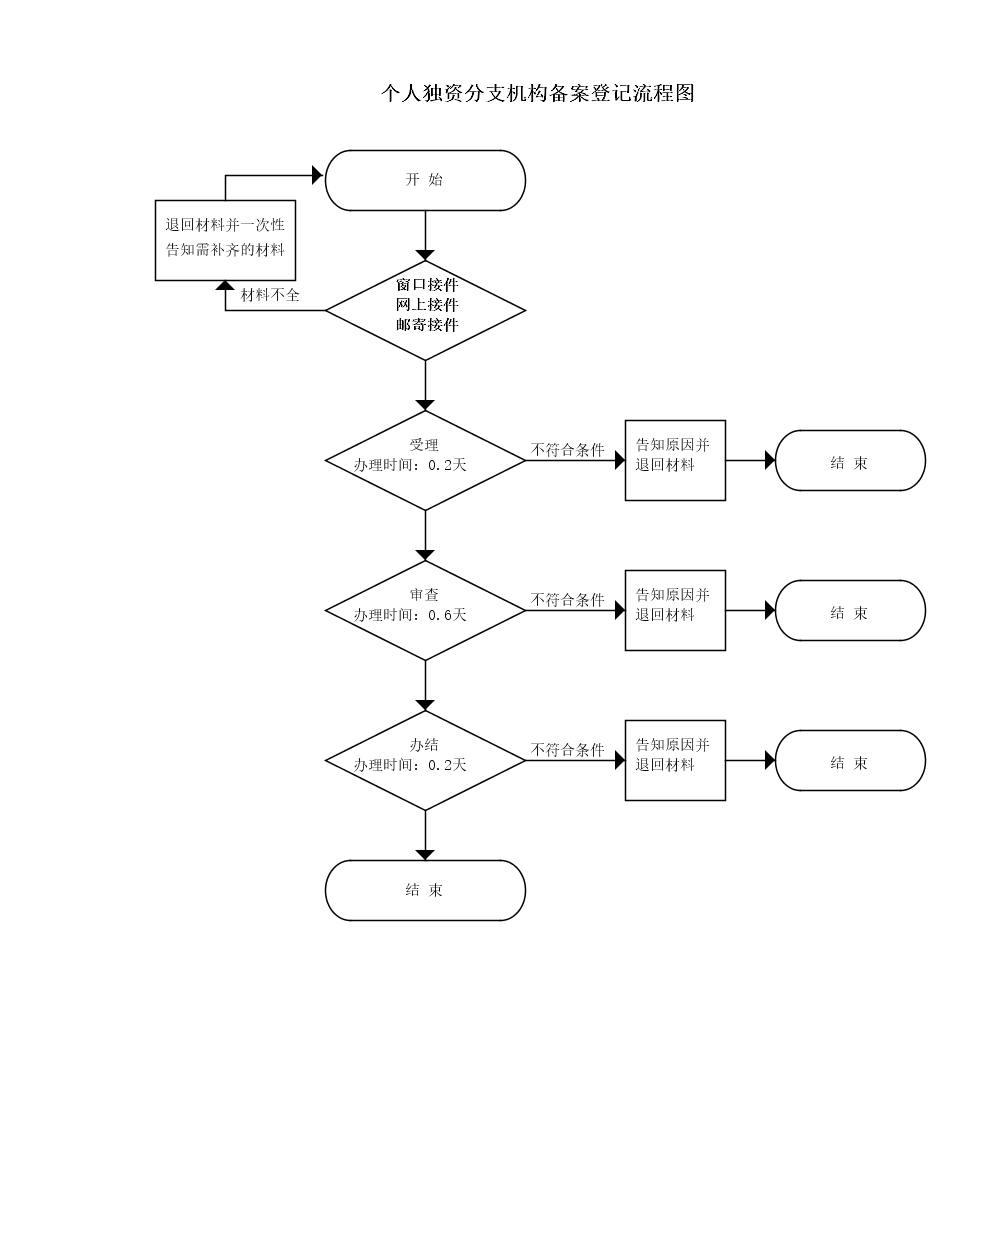 个人独资分支机构备案登记流程图
开 始
退回材料并一次性
告知需补齐的材料
材料不全
窗口接件
网上接件
邮寄接件
受理
办理时间：0.2天
不符合条件
告知原因并
退回材料
结 束
审查
办理时间：0.6天
不符合条件
告知原因并
退回材料
结 束
办结
办理时间：0.2天
不符合条件
告知原因并
退回材料
结 束
结 束